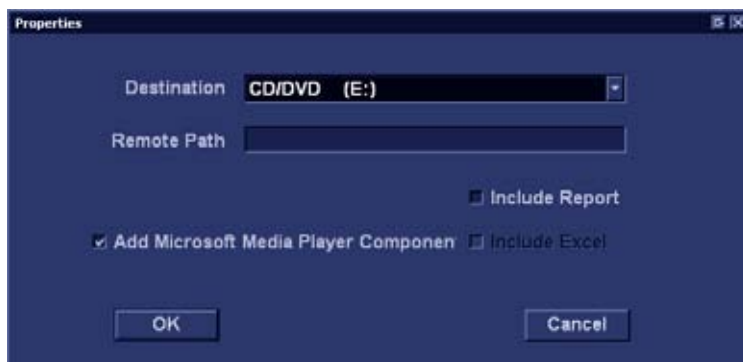 Properties
Destination CD/DVD (E:)
Remote Path
Include Report
Add Microsoft Media Player Componen Include Excel
OK Cancel